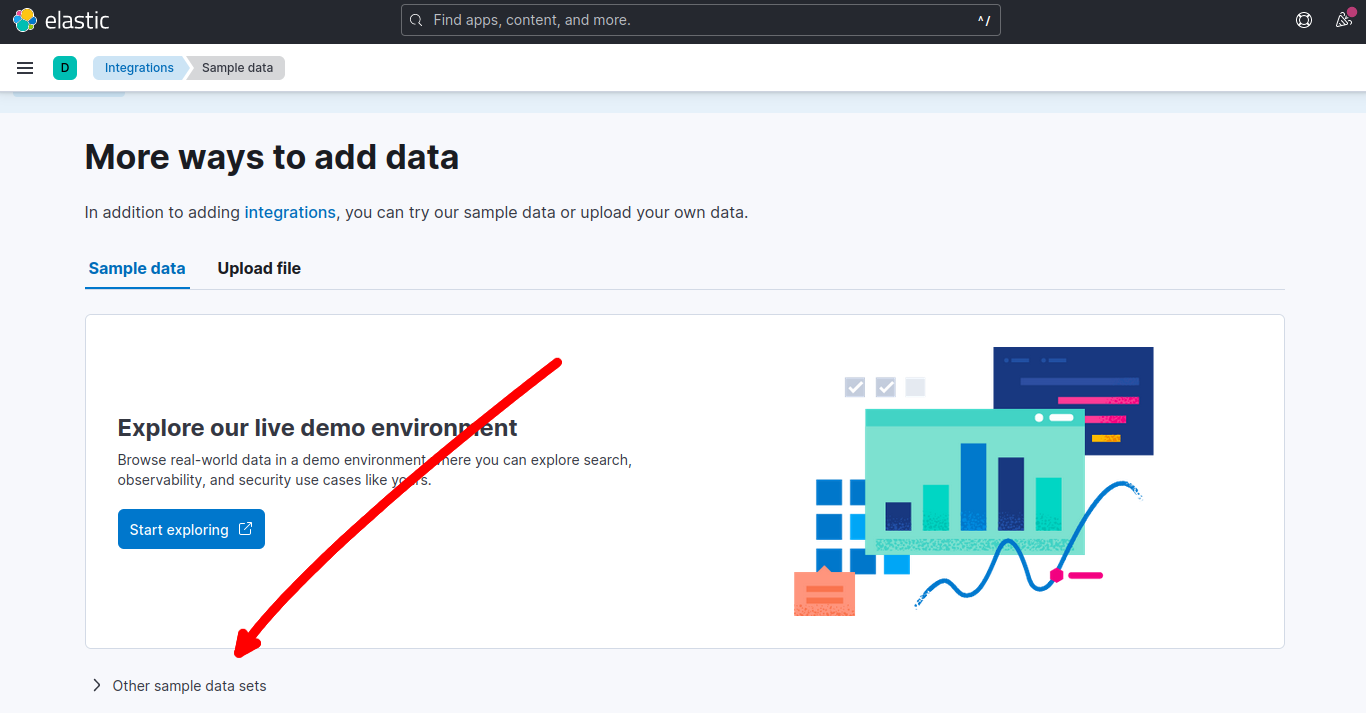 elastic
Find apps, content, and more.
^/
D
Integrations
Sample data
More ways to add data
In addition to adding integrations, you can try our sample data or upload your own data.
Sample data
Upload file
Explore our live demo environment
Browse real-world data in a demo environment where you can explore search,
observability, and security use cases like yours.
Start exploring
Other sample data sets